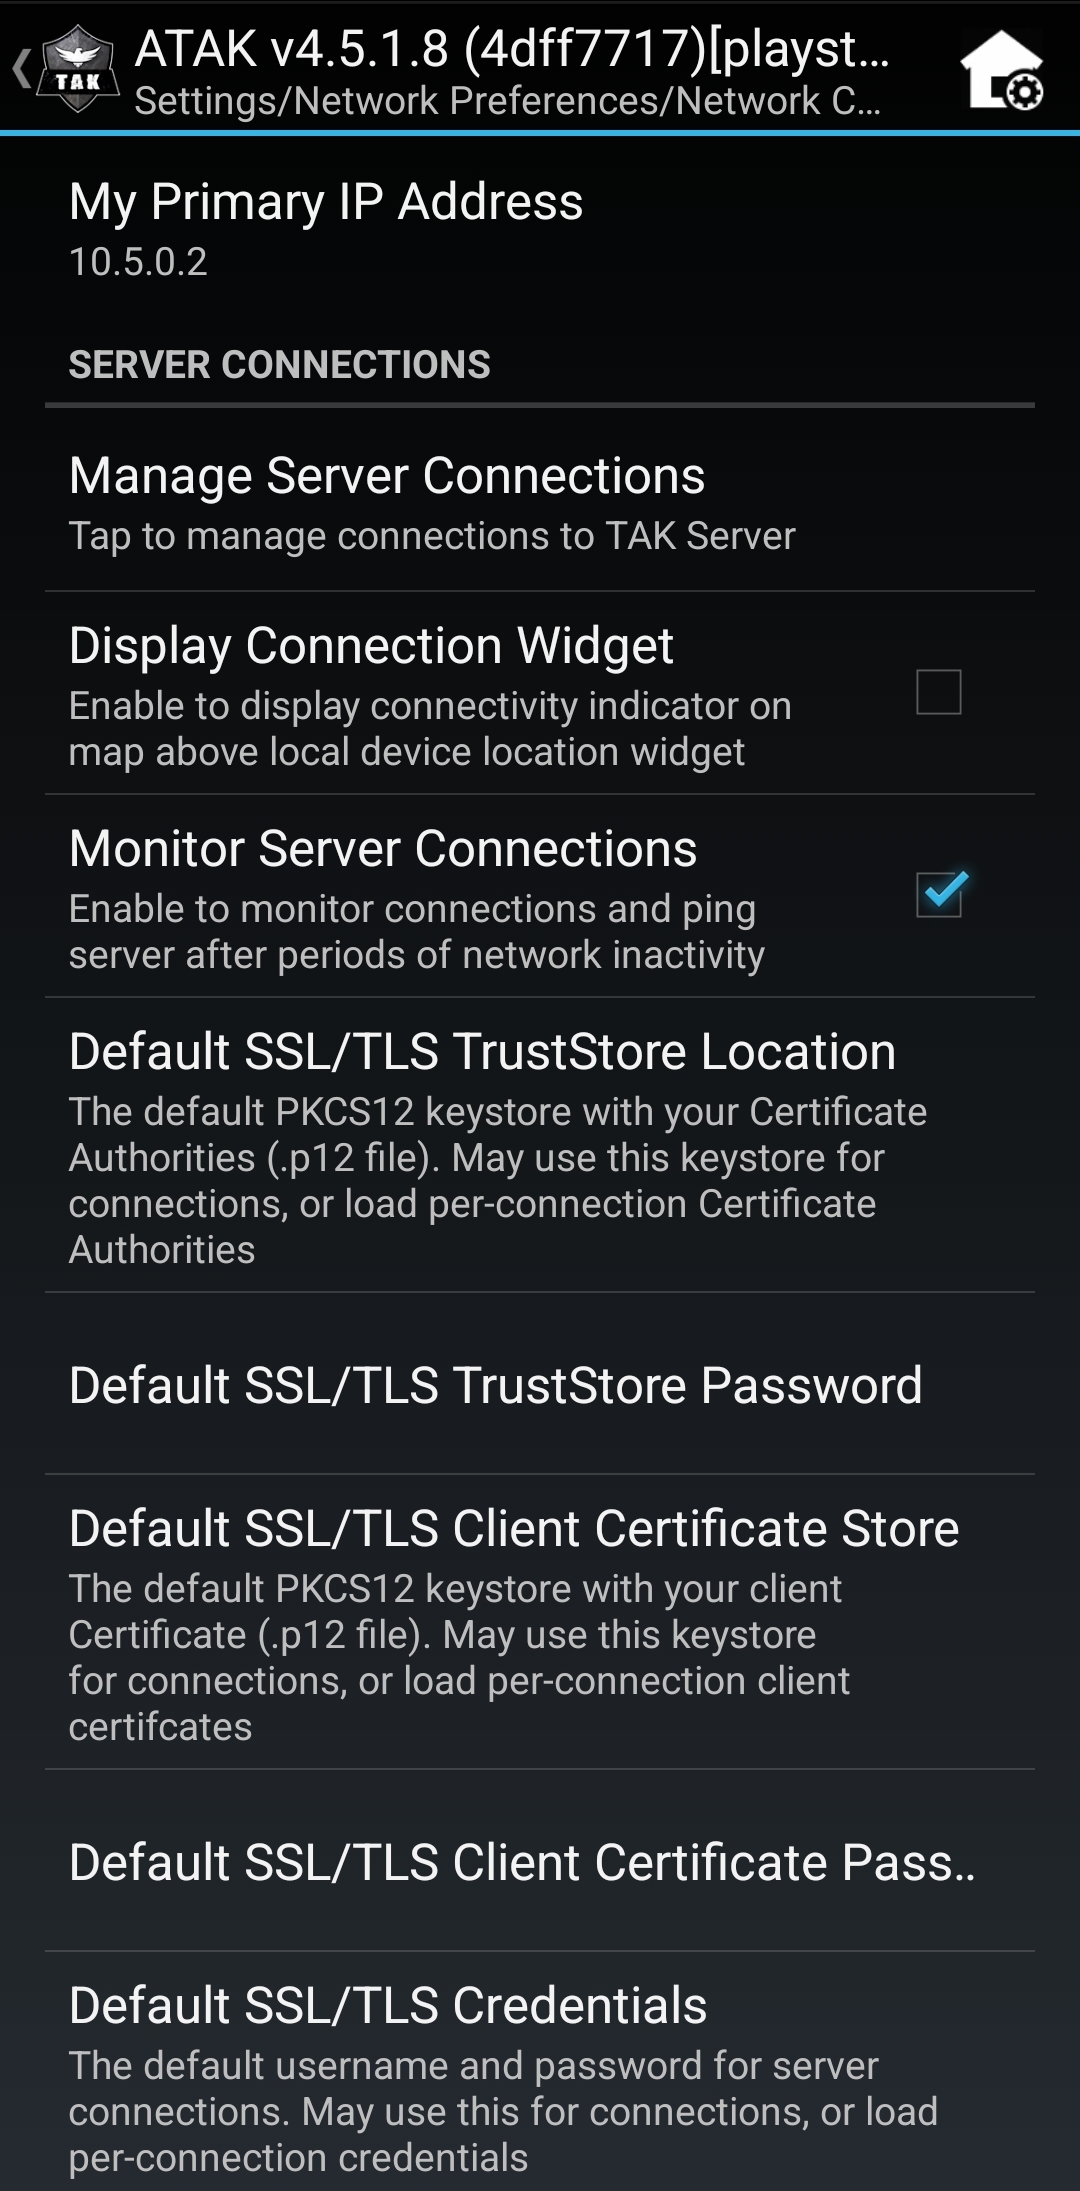 TAK
ATAK v4.5.1.8 (4dff7717)[playst...
Settings/Network Preferences/Network C...
My Primary IP Address
10.5.0.2
SERVER CONNECTIONS
Manage Server Connections
Tap to manage connections to TAK Server
Display Connection Widget
Enable to display connectivity indicator on
map above local device location widget
Monitor Server Connections
Enable to monitor connections and ping
server after periods of network inactivity
Default SSL/TLS TrustStore Location
The default PKCS12 keystore with your Certificate
Authorities (.p12 file). May use this keystore for
connections, or load per-connection Certificate
Authorities
Default SSL/TLS TrustStore Password
Default SSL/TLS Client Certificate Store
The default PKCS12 keystore with your client
Certificate (.p12 file). May use this keystore
for connections, or load per-connection client
certifcates
Default SSL/TLS Client Certificate Pass..
Default SSL/TLS Credentials
The default username and password for server
connections. May use this for connections, or load
per-connection credentials